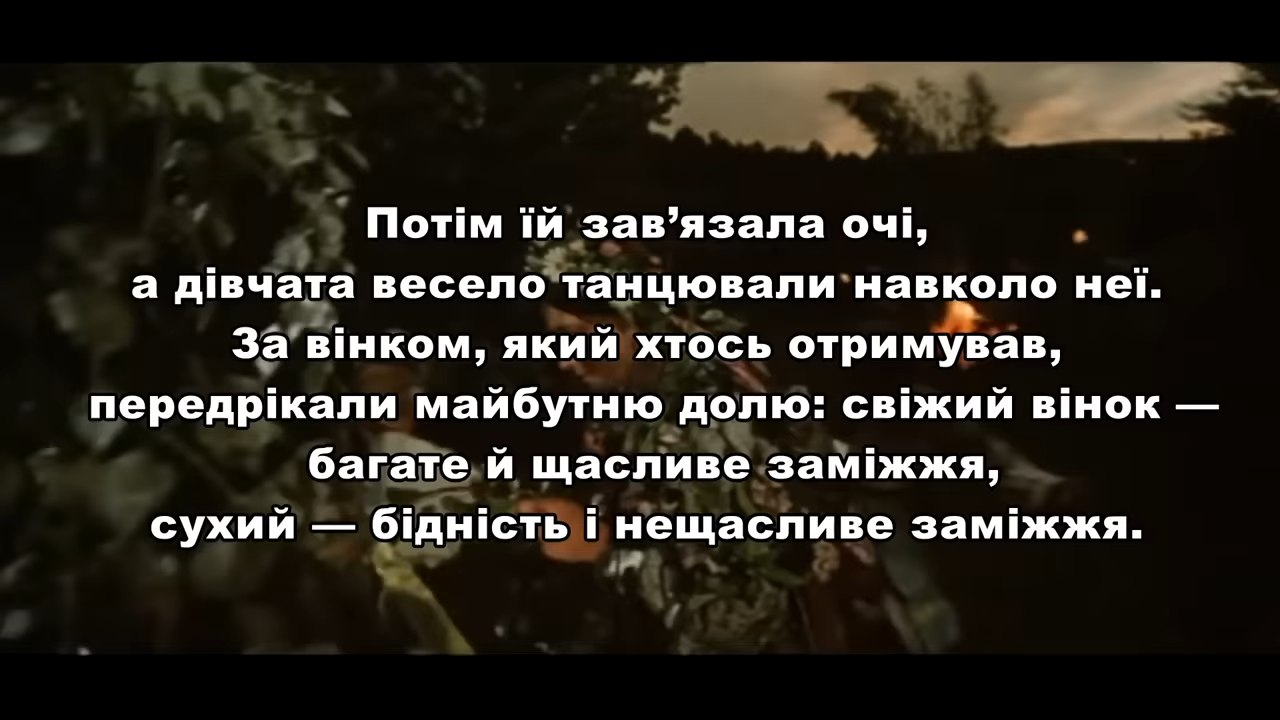 Потім їй зав’язала очі,
а дівчата весело танцювали навколо неї.
За вінком, який хтось отримував,
передрікали майбутню долю: свіжий вінок —
багате й щасливе заміжжя,
сухий — бідність і нещасливе заміжжя.